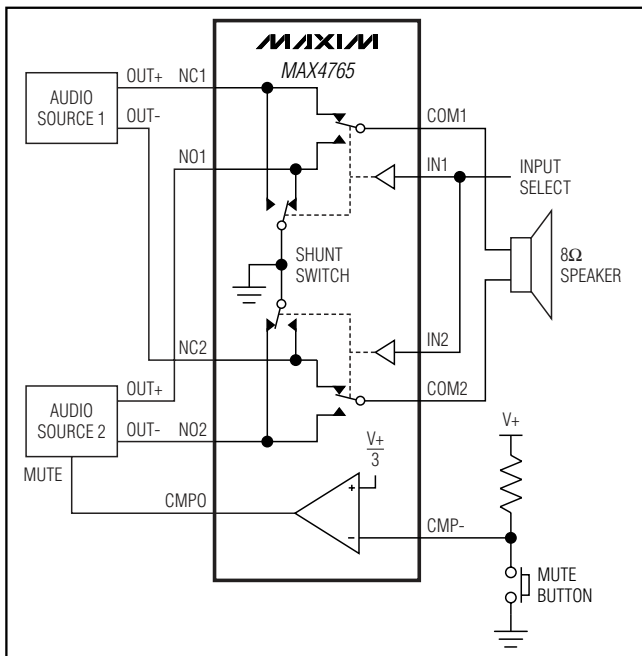 MAXIM
MAX4765
AUDIO
SOURCE 1
OUT+
OUT-
NC1
NO1
COM1
IN1
INPUT
SELECT
SHUNT
SWITCH
8Ω
SPEAKER
NC2
IN2
COM2
AUDIO
SOURCE 2
OUT+
OUT-
NO2
MUTE
CMPO
V+
3
+
-
CMP-
V+
MUTE
BUTTON